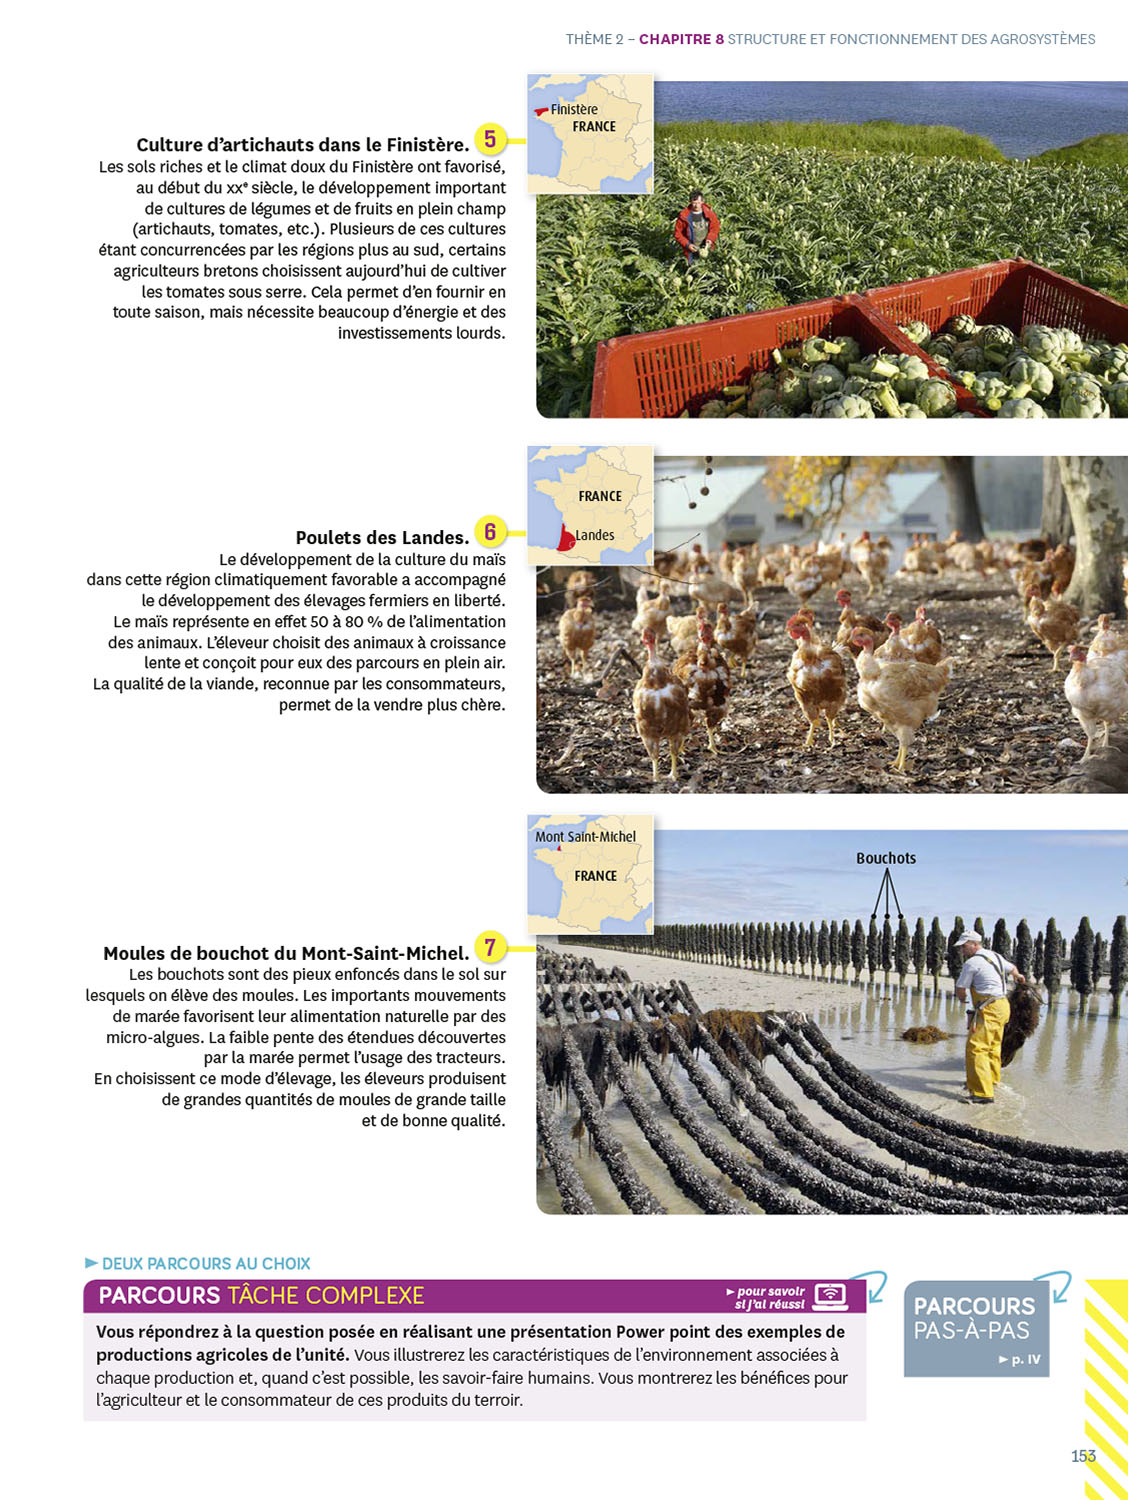 THÈME 2 – CHAPITRE 8 STRUCTURE ET FONCTIONNEMENT DES AGROSYSTÈMES
Finistère
FRANCE
Culture d’artichauts dans le Finistère. 5
Les sols riches et le climat doux du Finistère ont favorisé,
au début du XXe siècle, le développement important
de cultures de légumes et de fruits en plein champ
(artichauts, tomates, etc.). Plusieurs de ces cultures
étant concurrencées par les régions plus au sud, certains
agriculteurs bretons choisissent aujourd’hui de cultiver
les tomates sous serre. Cela permet d’en fournir en
toute saison, mais nécessite beaucoup d’énergie et des
investissements lourds.
FRANCE
Landes
Poulets des Landes. 6
Le développement de la culture du maïs
dans cette région climatiquement favorable a accompagné
le développement des élevages fermiers en liberté.
Le maïs représente en effet 50 à 80 % de l’alimentation
des animaux. L’éleveur choisit des animaux à croissance
lente et conçoit pour eux des parcours en plein air.
La qualité de la viande, reconnue par les consommateurs,
permet de la vendre plus chère.
Mont Saint-Michel
FRANCE
Bouchots
Moules de bouchot du Mont-Saint-Michel. 7
Les bouchots sont des pieux enfoncés dans le sol sur
lesquels on élève des moules. Les importants mouvements
de marée favorisent leur alimentation naturelle par des
micro-algues. La faible pente des étendues découvertes
par la marée permet l’usage des tracteurs.
En choisissent ce mode d’élevage, les éleveurs produisent
de grandes quantités de moules de grande taille
et de bonne qualité.
► DEUX PARCOURS AU CHOIX
PARCOURS TÂCHE COMPLEXE
► pour savoir
si j’ai réussi
Vous répondrez à la question posée en réalisant une présentation Power point des exemples de
productions agricoles de l’unité. Vous illustrerez les caractéristiques de l’environnement associées à
chaque production et, quand c’est possible, les savoir-faire humains. Vous montrerez les bénéfices pour
l’agriculteur et le consommateur de ces produits du terroir.
PARCOURS
PAS-À-PAS
► p. IV
153